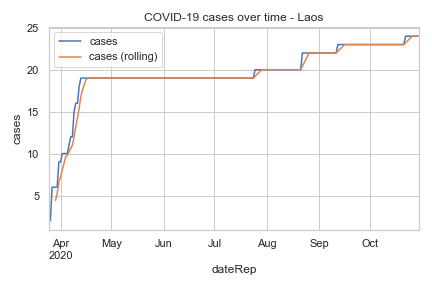 COVID-19 cases over time - Laos
cases
cases (rolling)
25
20
15
10
5
cases
Apr
2020
May
Jun
Jul
Aug
Sep
Oct
dateRep